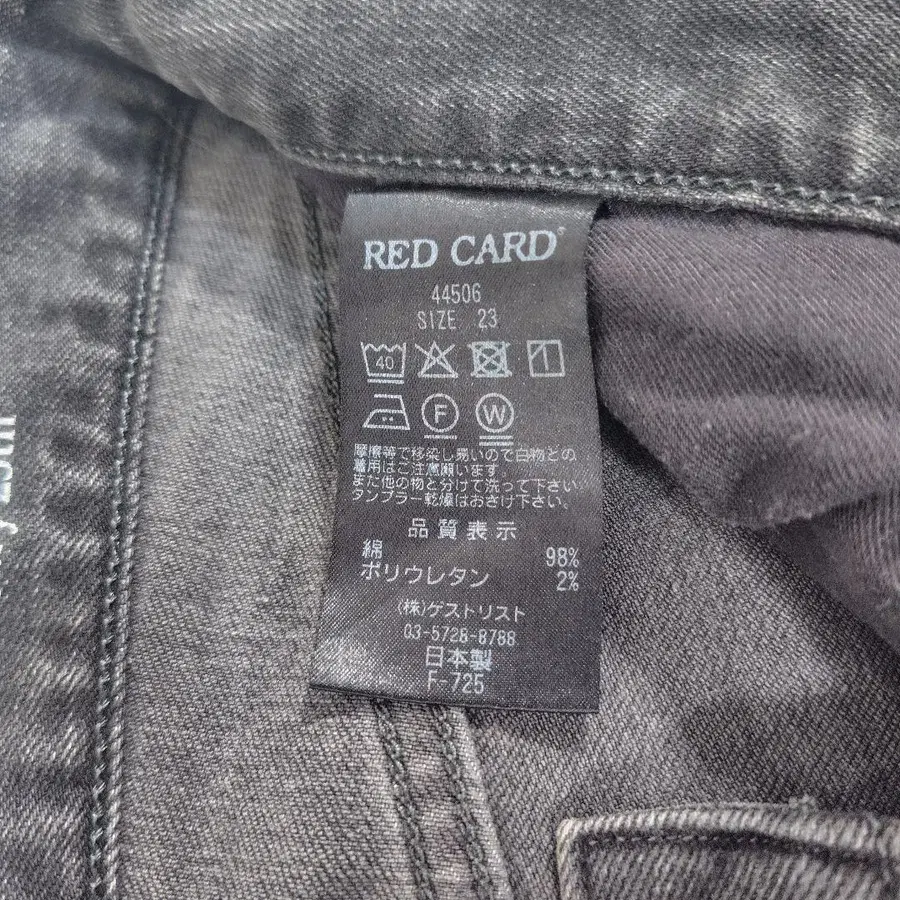 RED CARD®
44506
SIZE 23
40
F W
摩擦等で移染し易いので白物との
着用はご注意願います。
また他の物と分けて洗って下さい
タンブラー乾燥はおさけ下さい。
品質表示
綿 98%
ポリウレタン 2%
(株)ゲストリスト
03-5728-8788
日本製
F-725